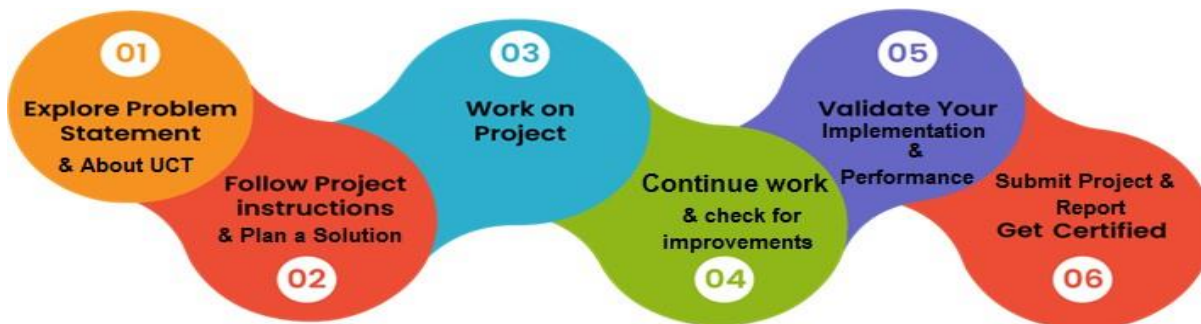 01
Explore Problem
Statement
& About UCT
Follow Project
instructions
& Plan a Solution
02
03
Work on
Project
Continue work
& check for
improvements
04
05
Validate Your
Implementation
&
Performance
Submit Project &
Report
Get Certified
06